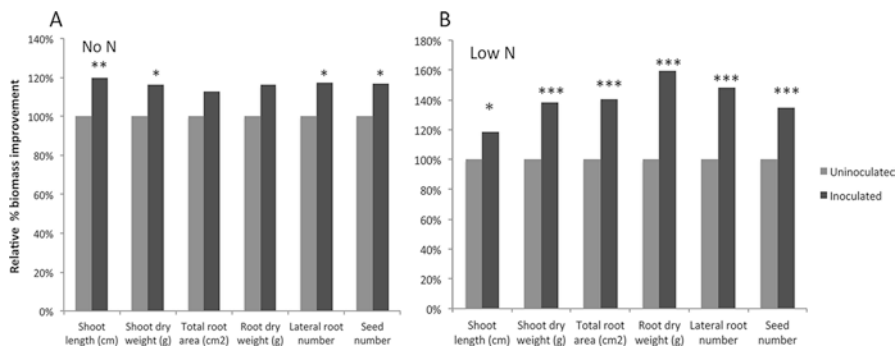 A
No N
140%
120%
100%
80%
60%
40%
20%
0%
Relative % biomass improvement
** * * *
Shoot length (cm)
Shoot dry weight (g)
Total root area (cm2)
Root dry weight (g)
Lateral root number
Seed number
B
Low N
180%
160%
140%
120%
100%
80%
60%
40%
20%
0%
* *** *** *** *** ***
Shoot length (cm)
Shoot dry weight (g)
Total root area (cm2)
Root dry weight (g)
Lateral root number
Seed number
Uninoculatec
Inoculated